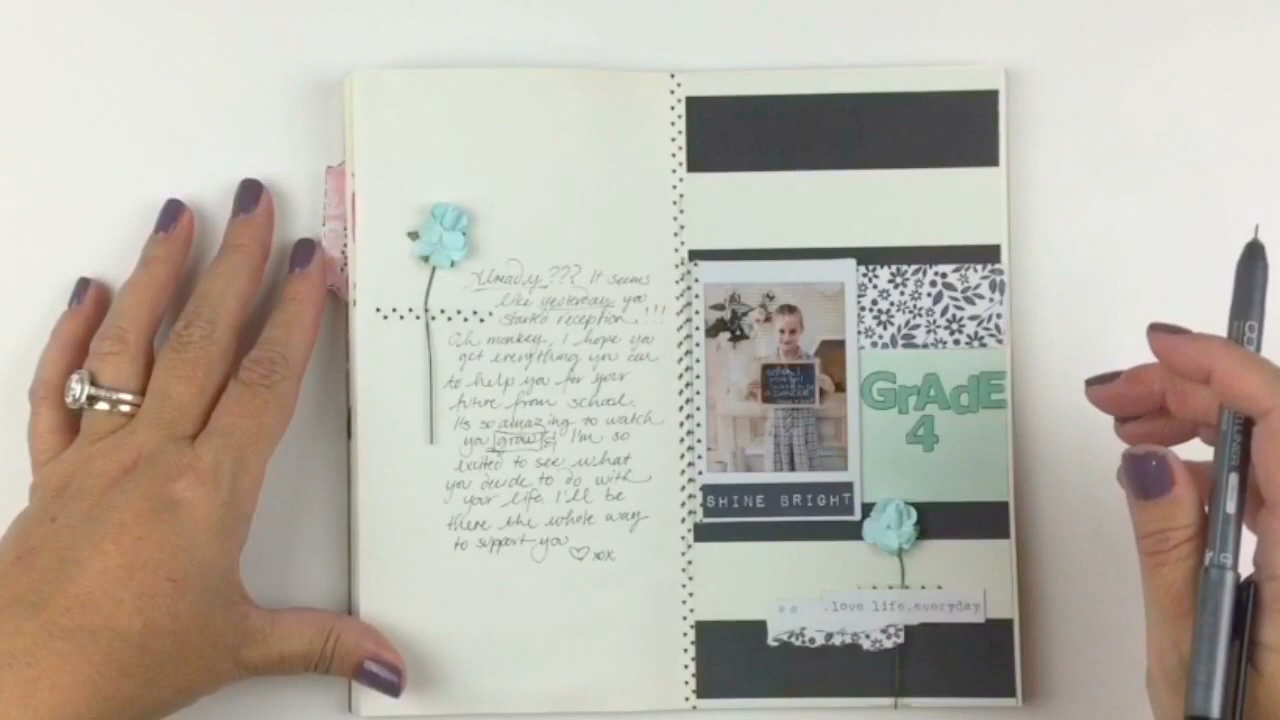 Already??? It seems
like yesterday you
started reception!!!
Oh monkey, I hope you
get everything you can
to help you for your
future from school.
Its so amazing to watch
you grow & I'm so
excited to see what
you decide to do with
your life. I'll be
there the whole way
to support you
xox
GrAdE
4
SHINE BRIGHT
.love.life.everyday